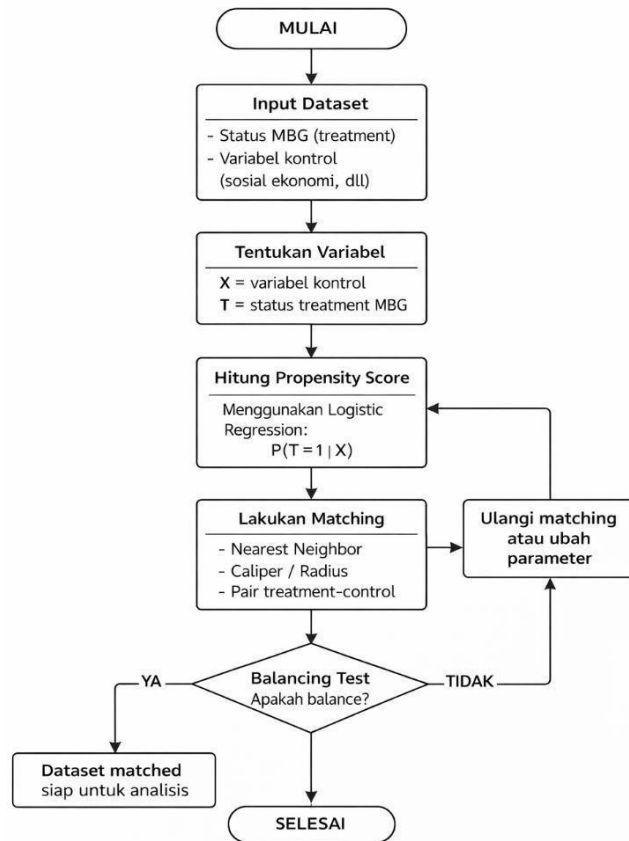 MULAI
Input Dataset
- Status MBG (treatment)
- Variabel kontrol
(sosial ekonomi, dll)
Tentukan Variabel
X = variabel kontrol
T = status treatment MBG
Hitung Propensity Score
Menggunakan Logistic
Regression:
P(T = 1 | X)
Lakukan Matching
- Nearest Neighbor
- Caliper / Radius
- Pair treatment-control
Ulangi matching
atau ubah
parameter
Balancing Test
Apakah balance?
YA
TIDAK
Dataset matched
siap untuk analisis
SELESAI